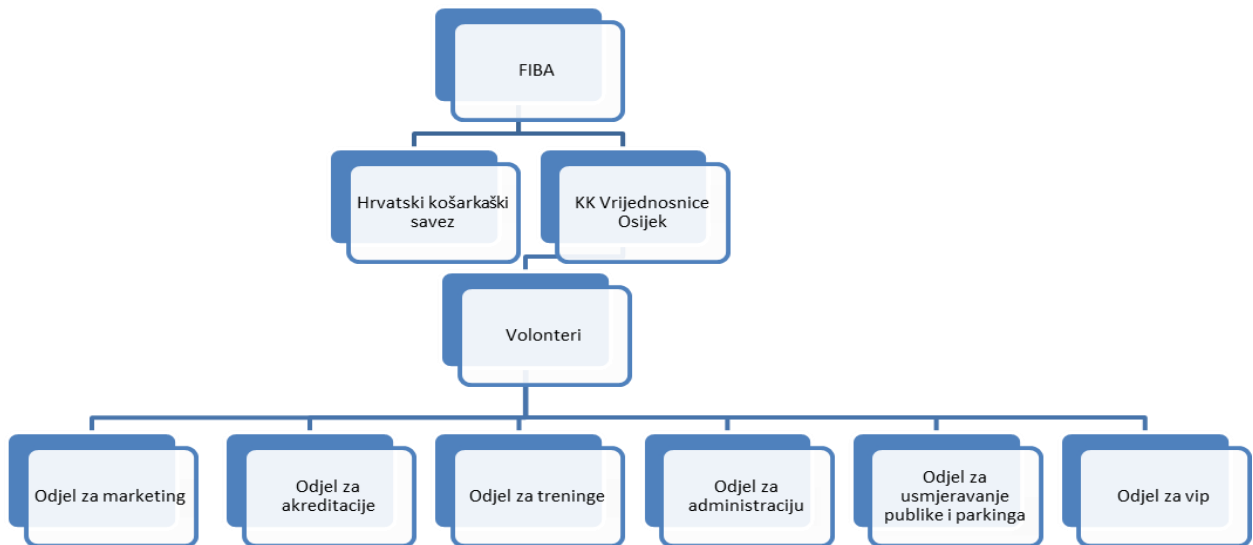 FIBA
Hrvatski košarkaški
savez
KK Vrijednosnice
Osijek
Volonteri
Odjel za marketing
Odjel za
akreditacije
Odjel za treninge
Odjel za
administraciju
Odjel za
usmjeravanje
publike i parkinga
Odjel za vip